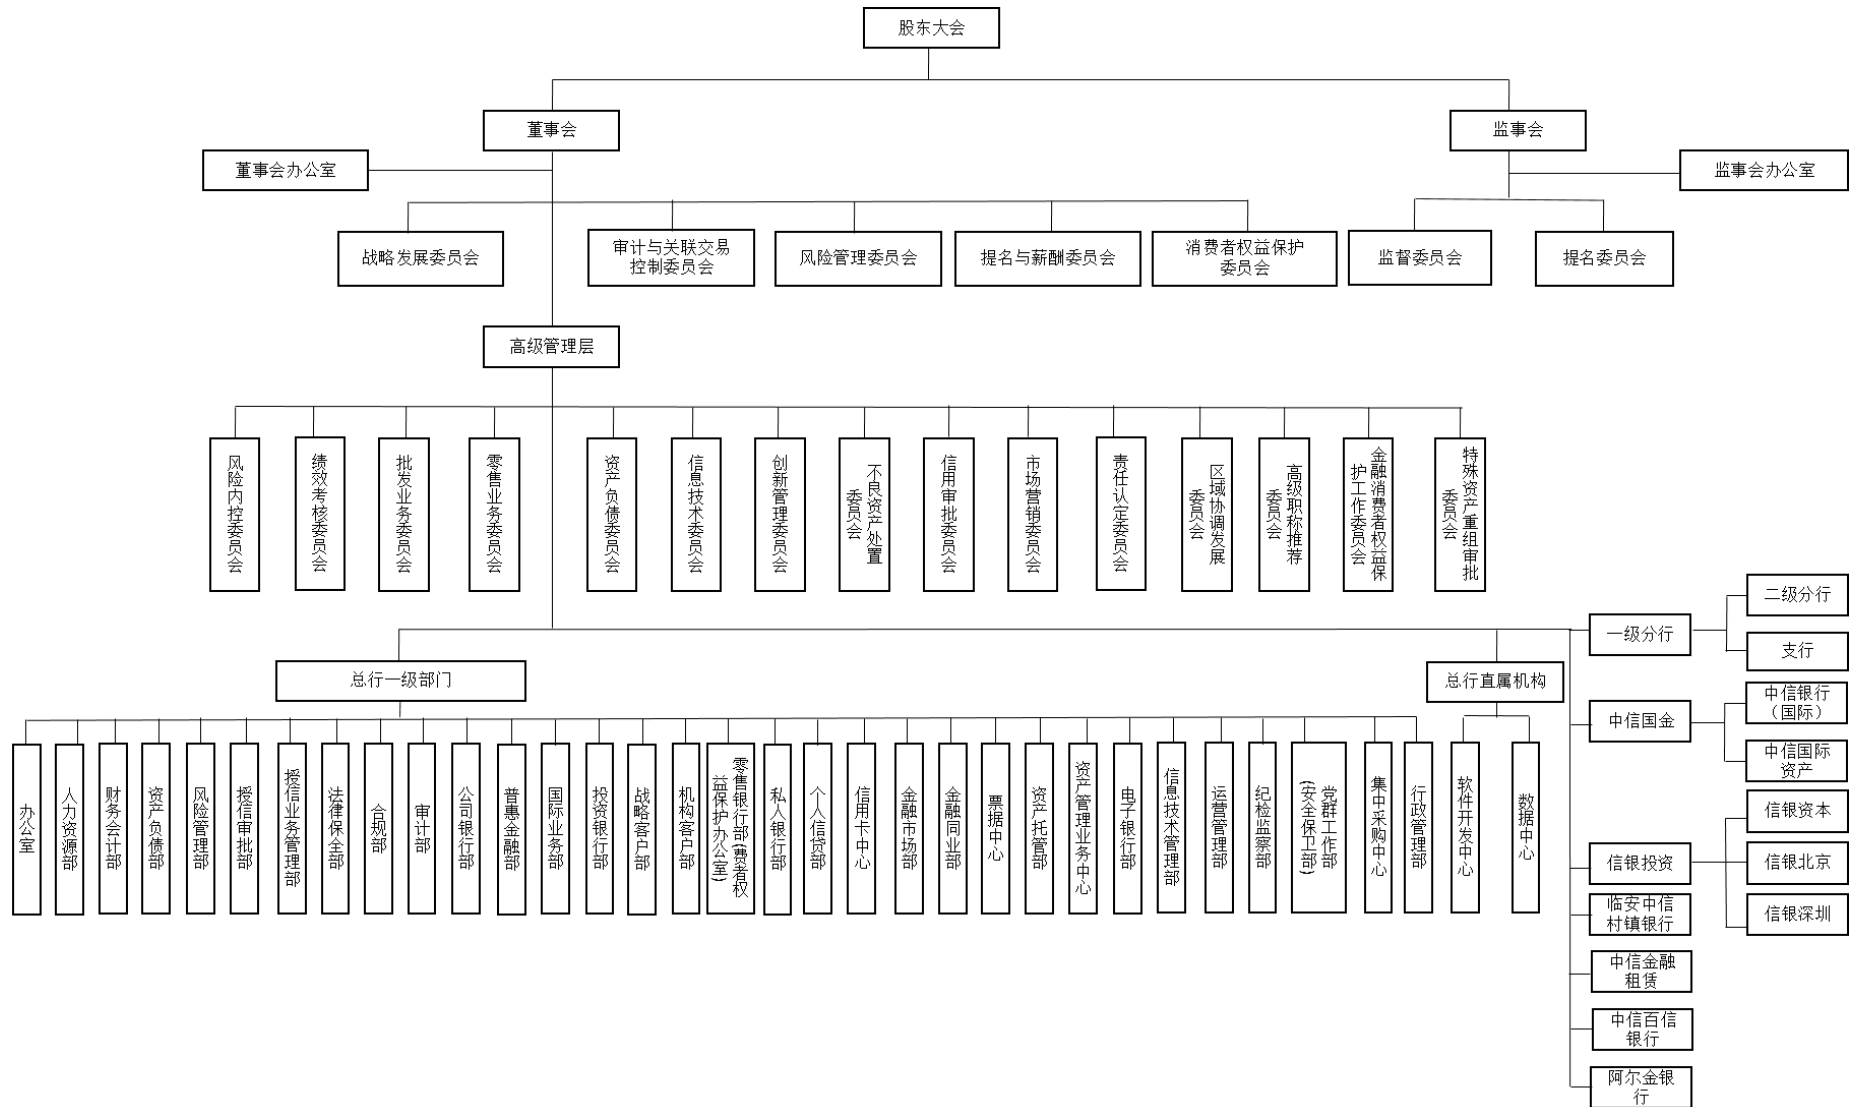 股东大会
董事会
监事会
董事会办公室
监事会办公室
战略发展委员会
审计与关联交易
控制委员会
风险管理委员会
提名与薪酬委员会
消费者权益保护
委员会
监督委员会
提名委员会
高级管理层
风险内控委员会
绩效考核委员会
批发业务委员会
零售业务委员会
资产负债委员会
信息技术委员会
创新管理委员会
不良资产处置
委员会
信用审批委员会
市场营销委员会
责任认定委员会
区域协调发展
委员会
高级职称推荐
委员会
金融消费者权益保
护工作委员会
特殊资产重组审批
委员会
总行一级部门
总行直属机构
办公室
人力资源部
财务会计部
资产负债部
风险管理部
授信审批部
授信业务管理部
法律保全部
合规部
审计部
公司银行部
普惠金融部
国际业务部
投资银行部
战略客户部
机构客户部
零售银行部(费者权
益保护办公室)
私人银行部
个人信贷部
信用卡中心
金融市场部
金融同业部
票据中心
资产托管部
资产管理业务中心
电子银行部
信息技术管理部
运营管理部
纪检监察部
党群工作部
(安全保卫部)
集中采购中心
行政管理部
软件开发中心
数据中心
一级分行
二级分行
支行
中信国金
中信银行
（国际）
中信国际
资产
信银投资
信银资本
信银北京
信银深圳
临安中信
村镇银行
中信金融
租赁
中信百信
银行
阿尔金银
行